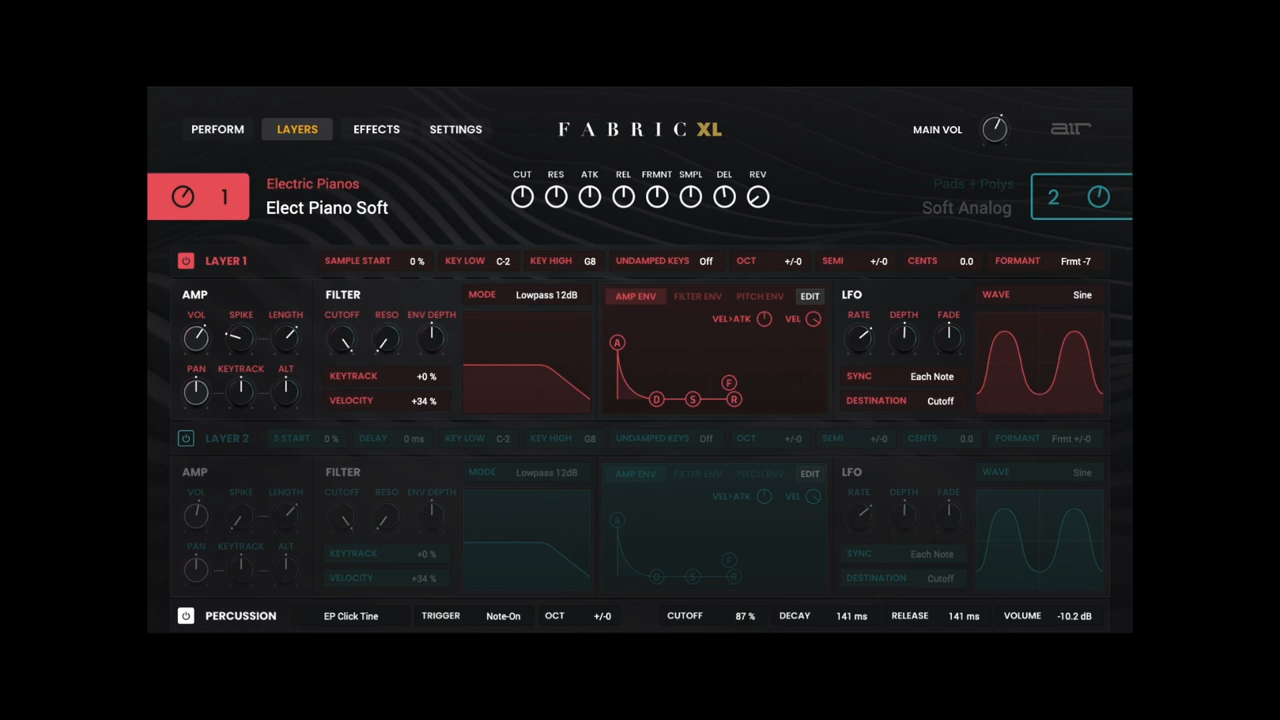 PERFORM LAYERS EFFECTS SETTINGS FABRIC XL MAIN VOL air
CUT RES ATK REL FRMNT SMPL DEL REV
1 Electric Pianos Pads + Polys 2
Elect Piano Soft Soft Analog
LAYER 1 SAMPLE START 0 % KEY LOW C-2 KEY HIGH G8 UNDAMPED KEYS Off OCT +/-0 SEMI +/-0 CENTS 0.0 FORMANT Frmt -7
AMP FILTER MODE Lowpass 12dB AMP ENV FILTER ENV PITCH ENV EDIT LFO WAVE Sine
VOL SPIKE LENGTH CUTOFF RESO ENV DEPTH VEL>ATK VEL RATE DEPTH FADE
A
PAN KEYTRACK ALT KEYTRACK +0 % F SYNC Each Note
VELOCITY +34 % D S R DESTINATION Cutoff
LAYER 2 S.START 0 % DELAY 0 ms KEY LOW C-2 KEY HIGH G8 UNDAMPED KEYS Off OCT +/-0 SEMI +/-0 CENTS 0.0 FORMANT Frmt +/-0
AMP FILTER MODE Lowpass 12dB AMP ENV FILTER ENV PITCH ENV EDIT LFO WAVE Sine
VOL SPIKE LENGTH CUTOFF RESO ENV DEPTH VEL>ATK VEL RATE DEPTH FADE
A
PAN KEYTRACK ALT KEYTRACK +0 % F SYNC Each Note
VELOCITY +34 % D S R DESTINATION Cutoff
PERCUSSION EP Click Tine TRIGGER Note-On OCT +/-0 CUTOFF 87 % DECAY 141 ms RELEASE 141 ms VOLUME -10.2 dB